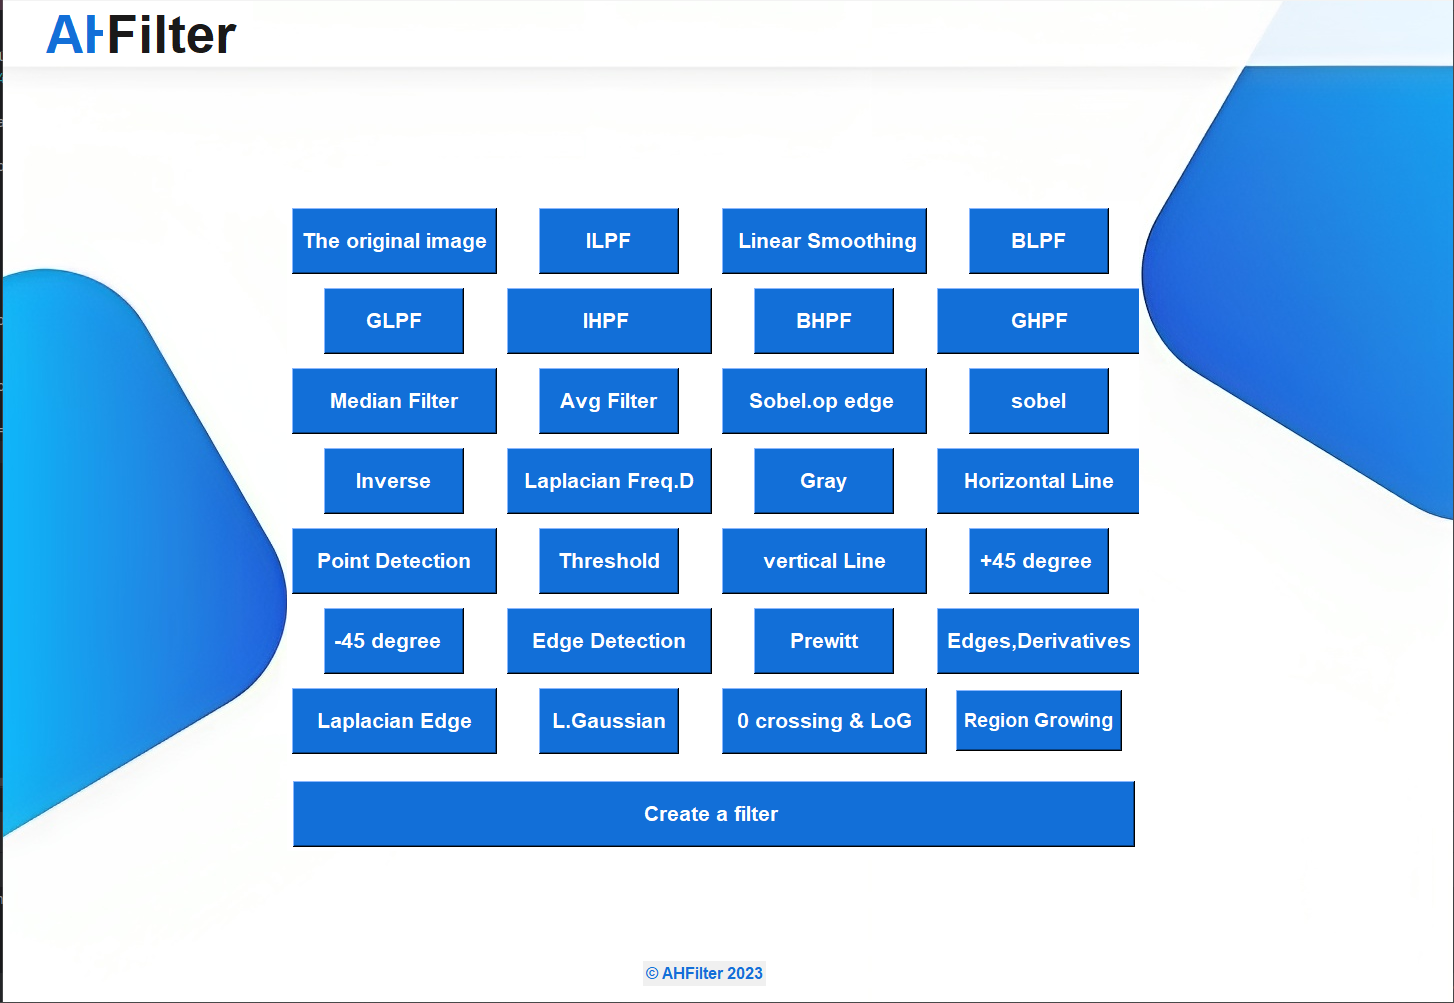 AHFilter
The original image
ILPF
Linear Smoothing
BLPF
GLPF
IHPF
BHPF
GHPF
Median Filter
Avg Filter
Sobel.op edge
sobel
Inverse
Laplacian Freq.D
Gray
Horizontal Line
Point Detection
Threshold
vertical Line
+45 degree
-45 degree
Edge Detection
Prewitt
Edges,Derivatives
Laplacian Edge
L.Gaussian
0 crossing & LoG
Region Growing
Create a filter
© AHFilter 2023